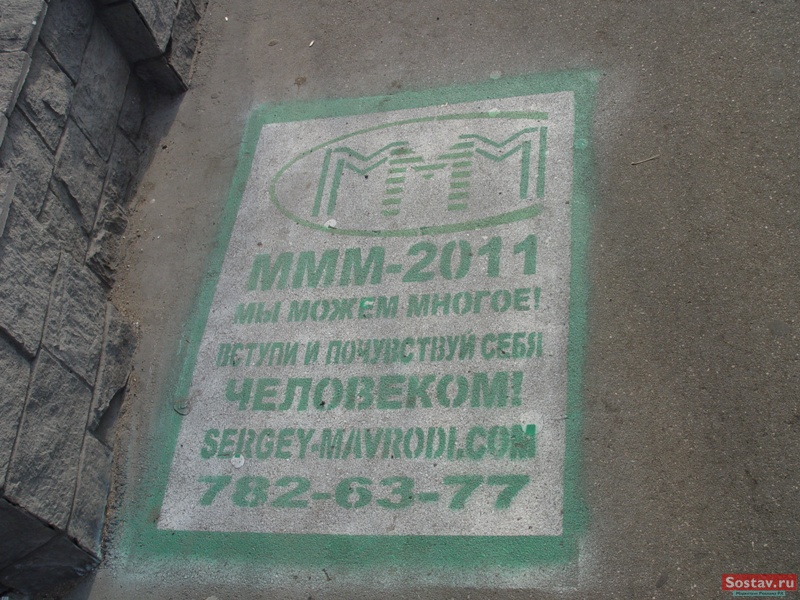 МММ
МММ-2011
МЫ МОЖЕМ МНОГОЕ!
ВСТУПИ И ПОЧУВСТВУЙ СЕБЯ
ЧЕЛОВЕКОМ!
SERGEY-MAVRODI.COM
782-63-77
Sostav.ru